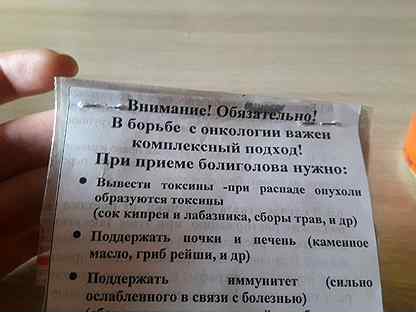 Внимание! Обязательно!
В борьбе с онкологии важен
комплексный подход!
При приеме болиголова нужно:
• Вывести токсины -при распаде опухоли
образуются токсины
(сок кипрея и лабазника, сборы трав, и др)
• Поддержать почки и печень (каменное
масло, гриб рейши, и др)
• Поддержать иммунитет (сильно
ослабленного в связи с болезнью)